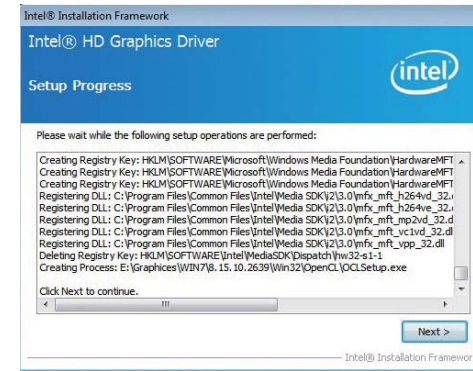 Intel® Installation Framework
Intel® HD Graphics Driver
intel
Setup Progress
Please wait while the following setup operations are performed:
Creating Registry Key: HKLM\SOFTWARE\Microsoft\Windows Media Foundation\HardwareMFT
Creating Registry Key: HKLM\SOFTWARE\Microsoft\Windows Media Foundation\HardwareMFT
Creating Registry Key: HKLM\SOFTWARE\Microsoft\Windows Media Foundation\HardwareMFT
Registering DLL: C:\Program Files\Common Files\Intel\Media SDK\i2\3.0\mfx_mft_h264vd_32.
Registering DLL: C:\Program Files\Common Files\Intel\Media SDK\i2\3.0\mfx_mft_h264ve_32.
Registering DLL: C:\Program Files\Common Files\Intel\Media SDK\i2\3.0\mfx_mft_mp2vd_32.d
Registering DLL: C:\Program Files\Common Files\Intel\Media SDK\i2\3.0\mfx_mft_vc1vd_32.dl
Registering DLL: C:\Program Files\Common Files\Intel\Media SDK\i2\3.0\mfx_mft_vpp_32.dll
Deleting Registry Key: HKLM\SOFTWARE\Intel\MediaSDK\Dispatch\hw32-s1-1
Creating Process: E:\Graphices\WIN7\8.15.10.2639\Win32\OpenCL\OCLSetup.exe
Click Next to continue.
Next >
Intel® Installation Framewor